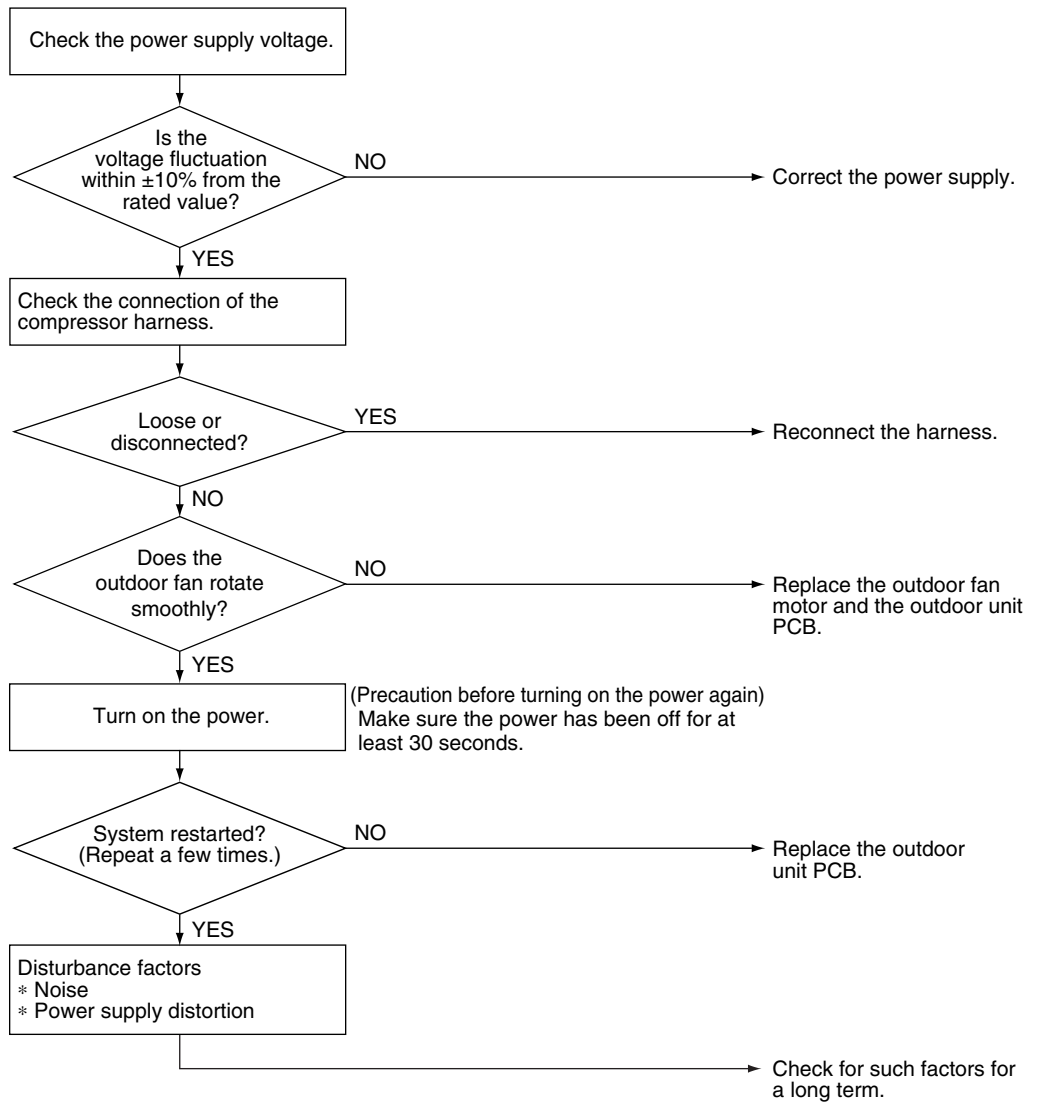 Check the power supply voltage.
Is the
voltage fluctuation
within ±10% from the
rated value?
NO
Correct the power supply.
YES
Check the connection of the
compressor harness.
Loose or
disconnected?
YES
Reconnect the harness.
NO
Does the
outdoor fan rotate
smoothly?
NO
Replace the outdoor fan
motor and the outdoor unit
PCB.
YES
Turn on the power.
(Precaution before turning on the power again)
Make sure the power has been off for at
least 30 seconds.
System restarted?
(Repeat a few times.)
NO
Replace the outdoor
unit PCB.
YES
Disturbance factors
* Noise
* Power supply distortion
Check for such factors for
a long term.